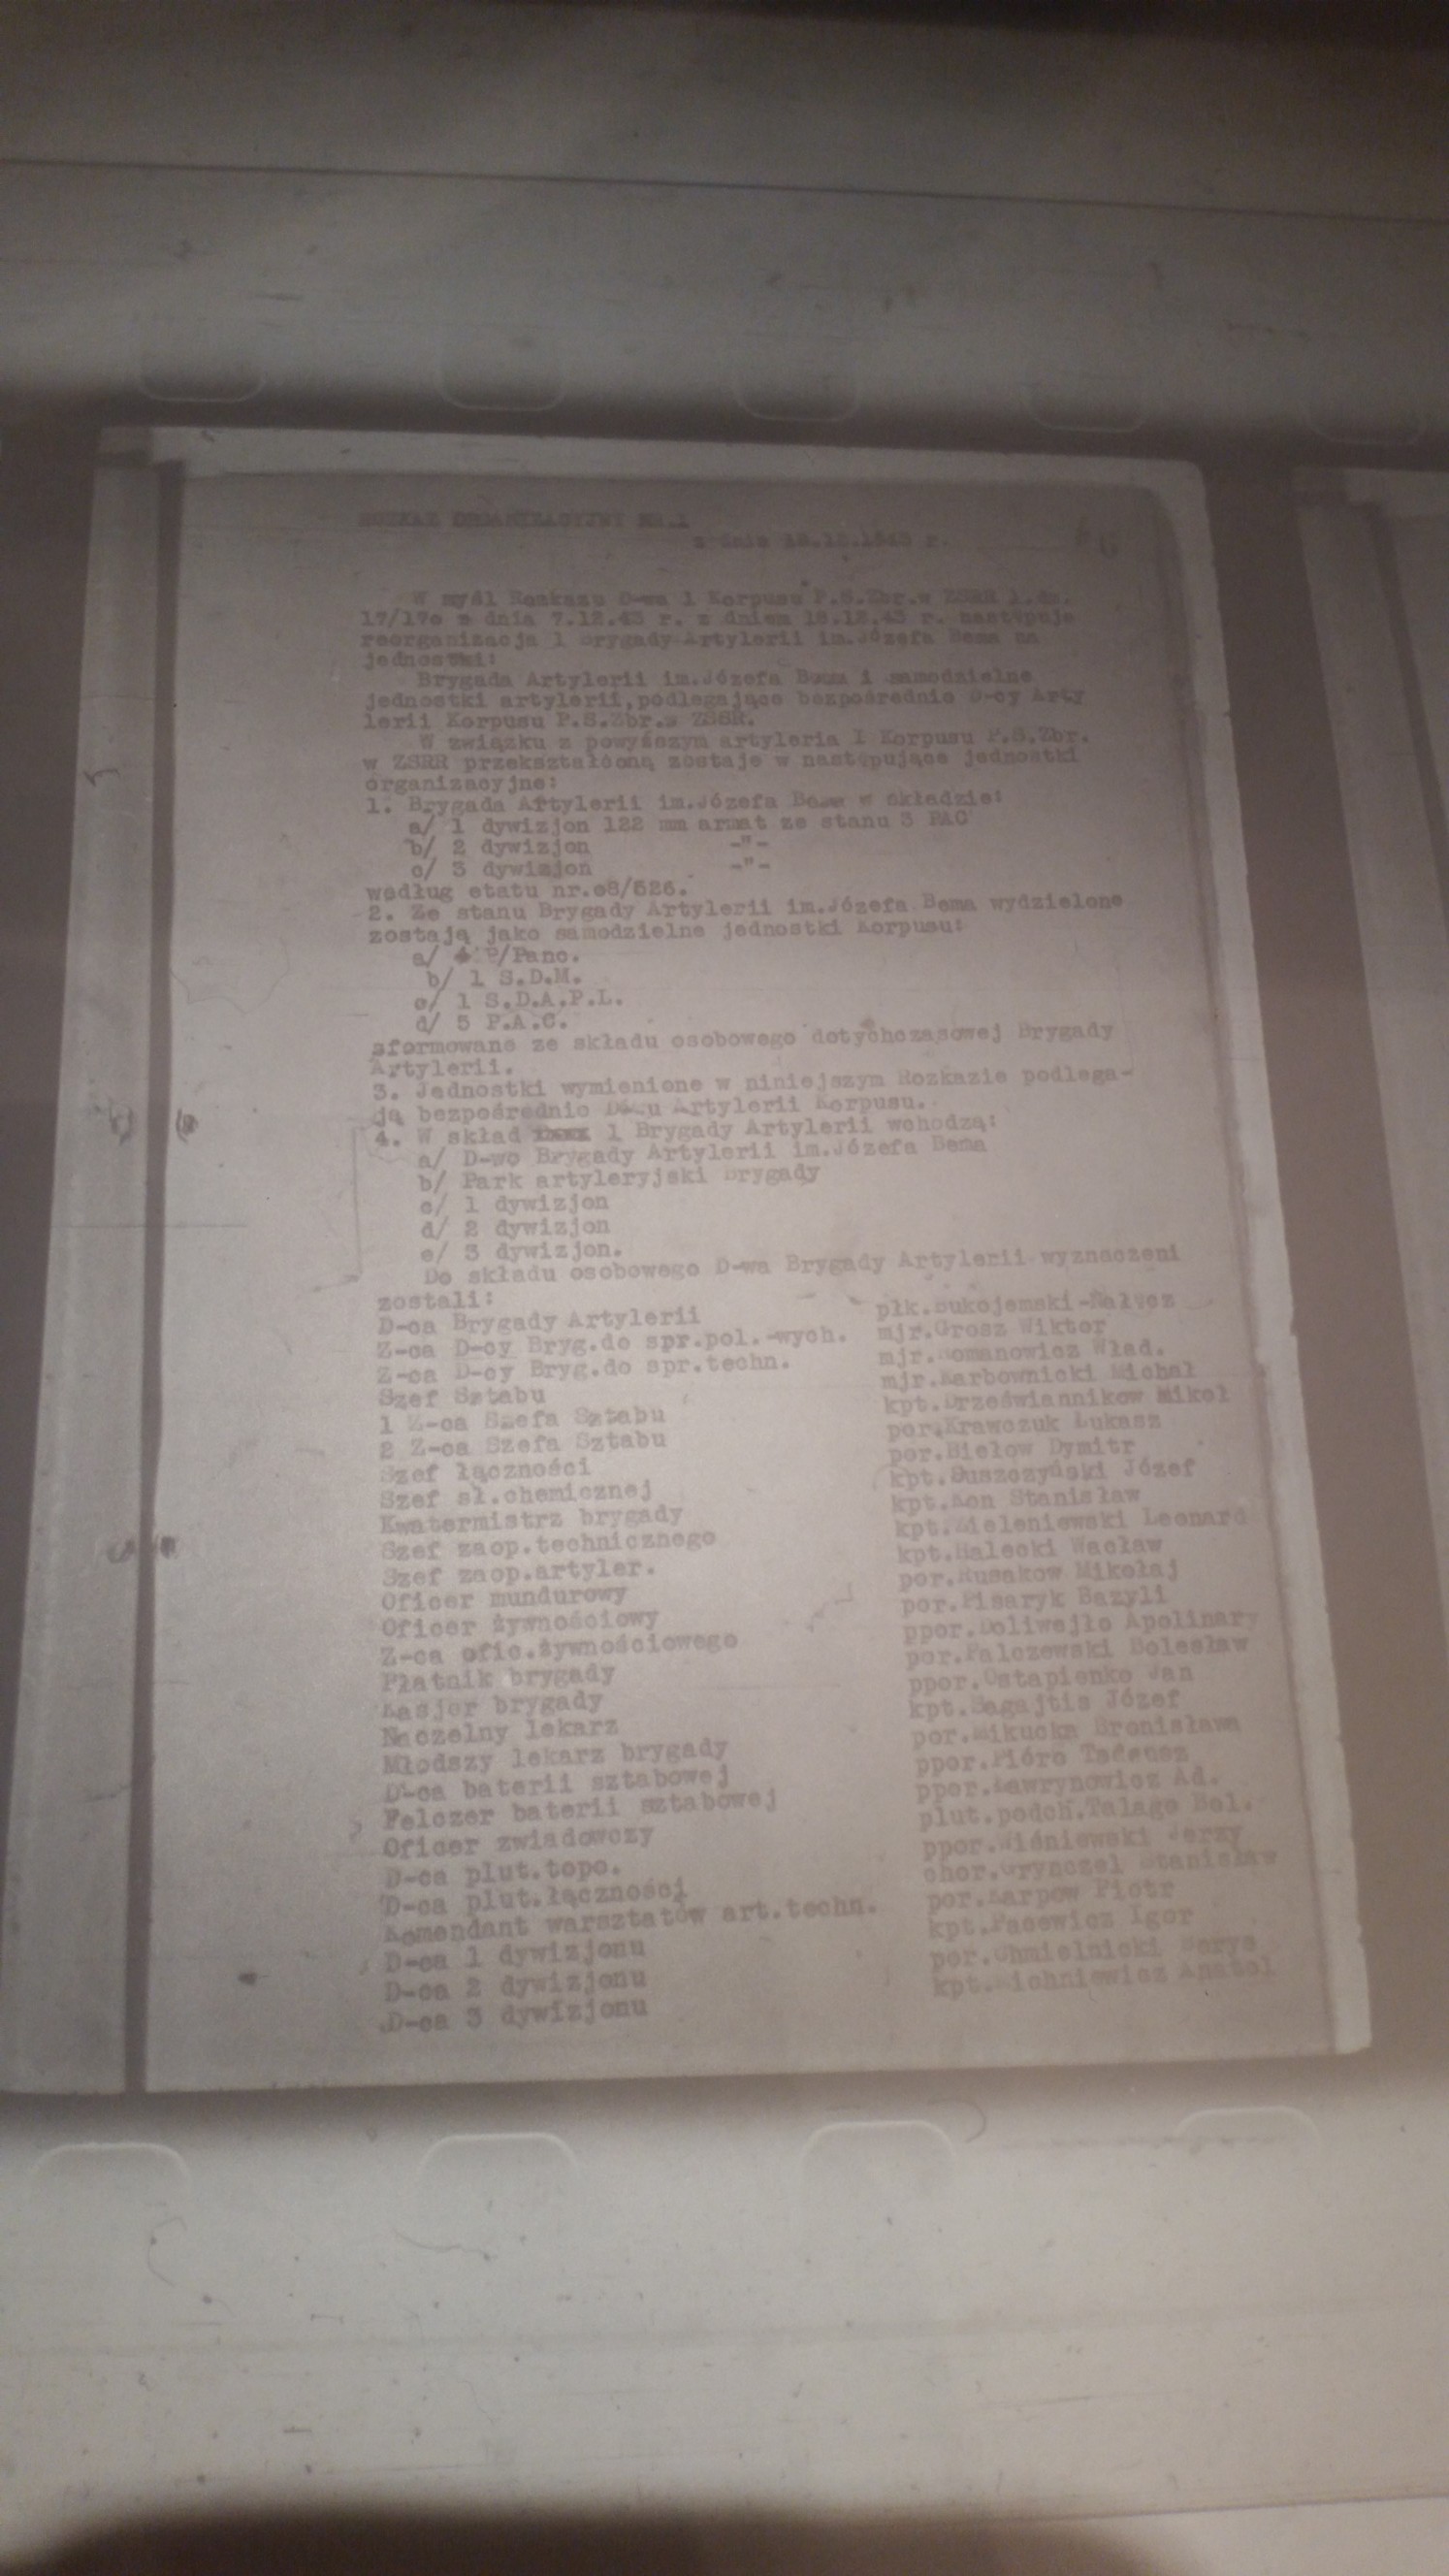 ROZKAZ ORGANIZACYJNY NR.1
z dnia 18.12.1943 r.
W myśl Rozkazu D-wa 1 Korpusu P.S.Zbr.w ZSRR l.dz.
17/170 z dnia 7.12.43 r. z dniem 18.12.43 r. następuje
reorganizacja 1 Brygady Artylerii im.Józefa Bema na
jednostki:
Brygada Artylerii im.Józefa Bema i samodzielne
jednostki artylerii,podlegające bezpośrednio D-cy Arty
lerii Korpusu P.S.Zbr.w ZSSR.
W związku z powyższym artyleria I Korpusu P.S.Zbr.
w ZSRR przekształconą zostaje w następujące jednostki
organizacyjne:
1. Brygada Artylerii im.Józefa Bema w składzie:
a/ 1 dywizjon 122 mm armat ze stanu 3 PAC
b/ 2 dywizjon -"-
c/ 3 dywizjon -"-
według etatu nr.o8/526.
2. Ze stanu Brygady Artylerii im.Józefa Bema wydzielone
zostają jako samodzielne jednostki Korpusu:
a/ 4 P/Panc.
b/ 1 S.D.M.
c/ 1 S.D.A.P.L.
d/ 5 P.A.C.
sformowane ze składu osobowego dotychczasowej Brygady
Artylerii.
3. Jednostki wymienione w niniejszym Rozkazie podlega-
ją bezpośrednio Artylerii Korpusu.
4. W skład 1 Brygady Artylerii wchodzą:
a/ D-wo Brygady Artylerii im.Józefa Bema
b/ Park artyleryjski Brygady
c/ 1 dywizjon
d/ 2 dywizjon
e/ 3 dywizjon.
Do składu osobowego D-wa Brygady Artylerii wyznaczeni
zostali:
D-ca Brygady Artylerii płk.Bukojemski-Nałęcz
Z-ca D-cy Bryg.do spr.pol.-wych. mjr.Grosz Wiktor
Z-ca D-cy Bryg.do spr.techn. mjr.Romanowicz Wład.
Szef Sztabu mjr.Karbownicki Michał
1 Z-ca Szefa Sztabu kpt.Drzeświannikow Mikoł
2 Z-ca Szefa Sztabu por.Krawczuk Łukasz
Szef łączności por.Biełow Dymitr
Szef sł.chemicznej kpt.Suszczyński Józef
Kwatermistrz brygady kpt.Kon Stanisław
Szef zaop.technicznego kpt.Zieleniewski Leonard
Szef zaop.artyler. kpt.Malecki Wacław
Oficer mundurowy por.Rusakow Mikołaj
Oficer żywnościowy por.Pisaryk Bazyli
Z-ca ofic.żywnościowego ppor.Doliwejło Apolinary
Płatnik brygady por.Palczewski Bolesław
Kasjer brygady ppor.Ostapienko Jan
Naczelny lekarz kpt.Bagajtis Józef
Młodszy lekarz brygady por.Mikucka Bronisława
D-ca baterii sztabowej ppor.Pióro Tadeusz
Felczer baterii sztabowej ppor.Ławrynowicz Ad.
Oficer zwiadowczy plut.podch.Talago Bol.
D-ca plut.topo. ppor.Wiśniewski Jerzy
D-ca plut.łączności chor.Grynczel Stanisław
Komendant warsztatów art.techn. por.Karpow Piotr
D-ca 1 dywizjonu kpt.Pacewicz Igor
D-ca 2 dywizjonu por.Chmielnicki Borys
D-ca 3 dywizjonu kpt.Michniewicz Anatol